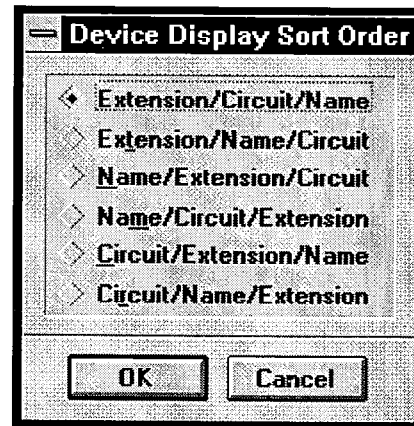 Device Display Sort Order
Extension/Circuit/Name
Extension/Name/Circuit
Name/Extension/Circuit
Name/Circuit/Extension
Circuit/Extension/Name
Circuit/Name/Extension
OK Cancel